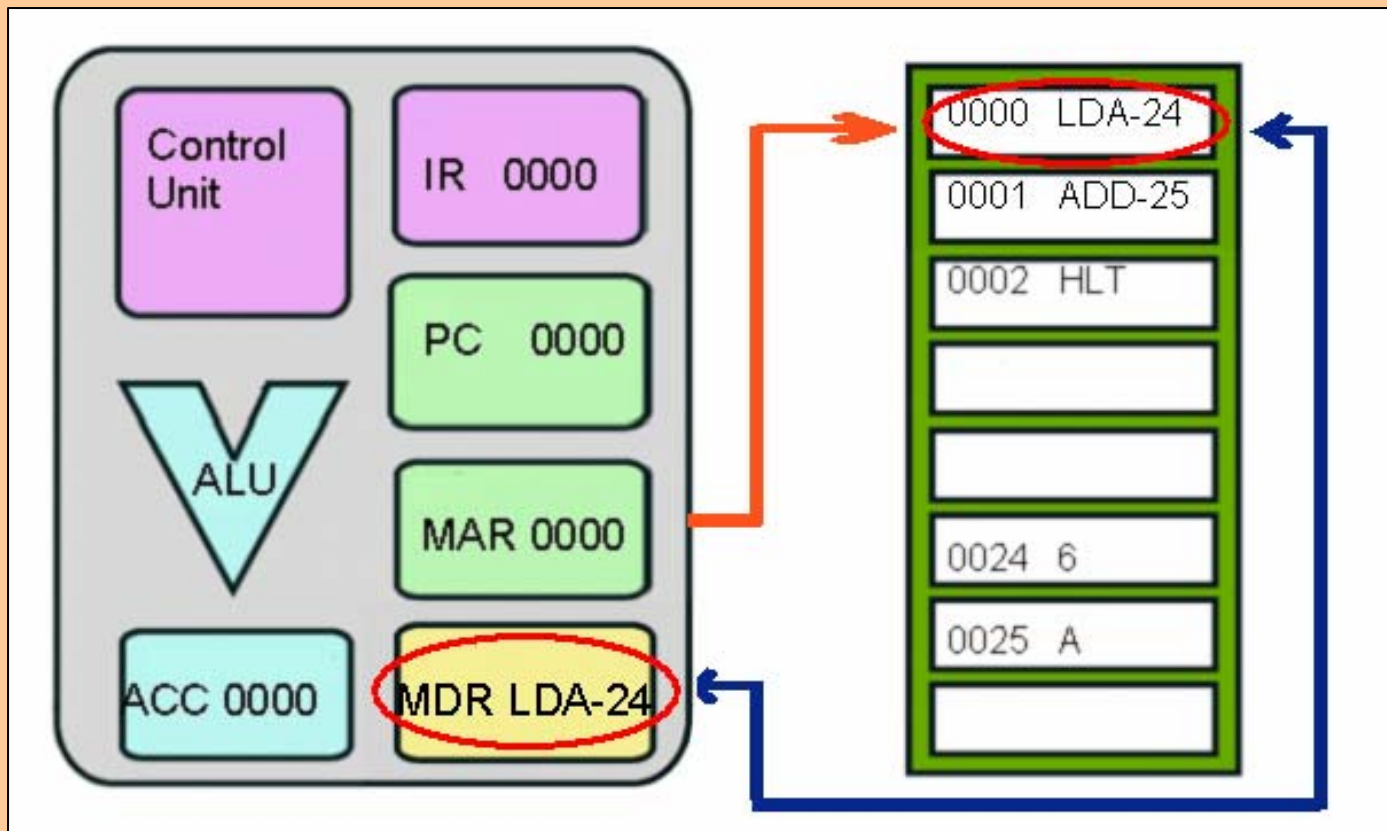 Control
Unit
IR 0000
PC 0000
ALU
MAR 0000
ACC 0000
MDR LDA-24
0000 LDA-24
0001 ADD-25
0002 HLT
0024 6
0025 A